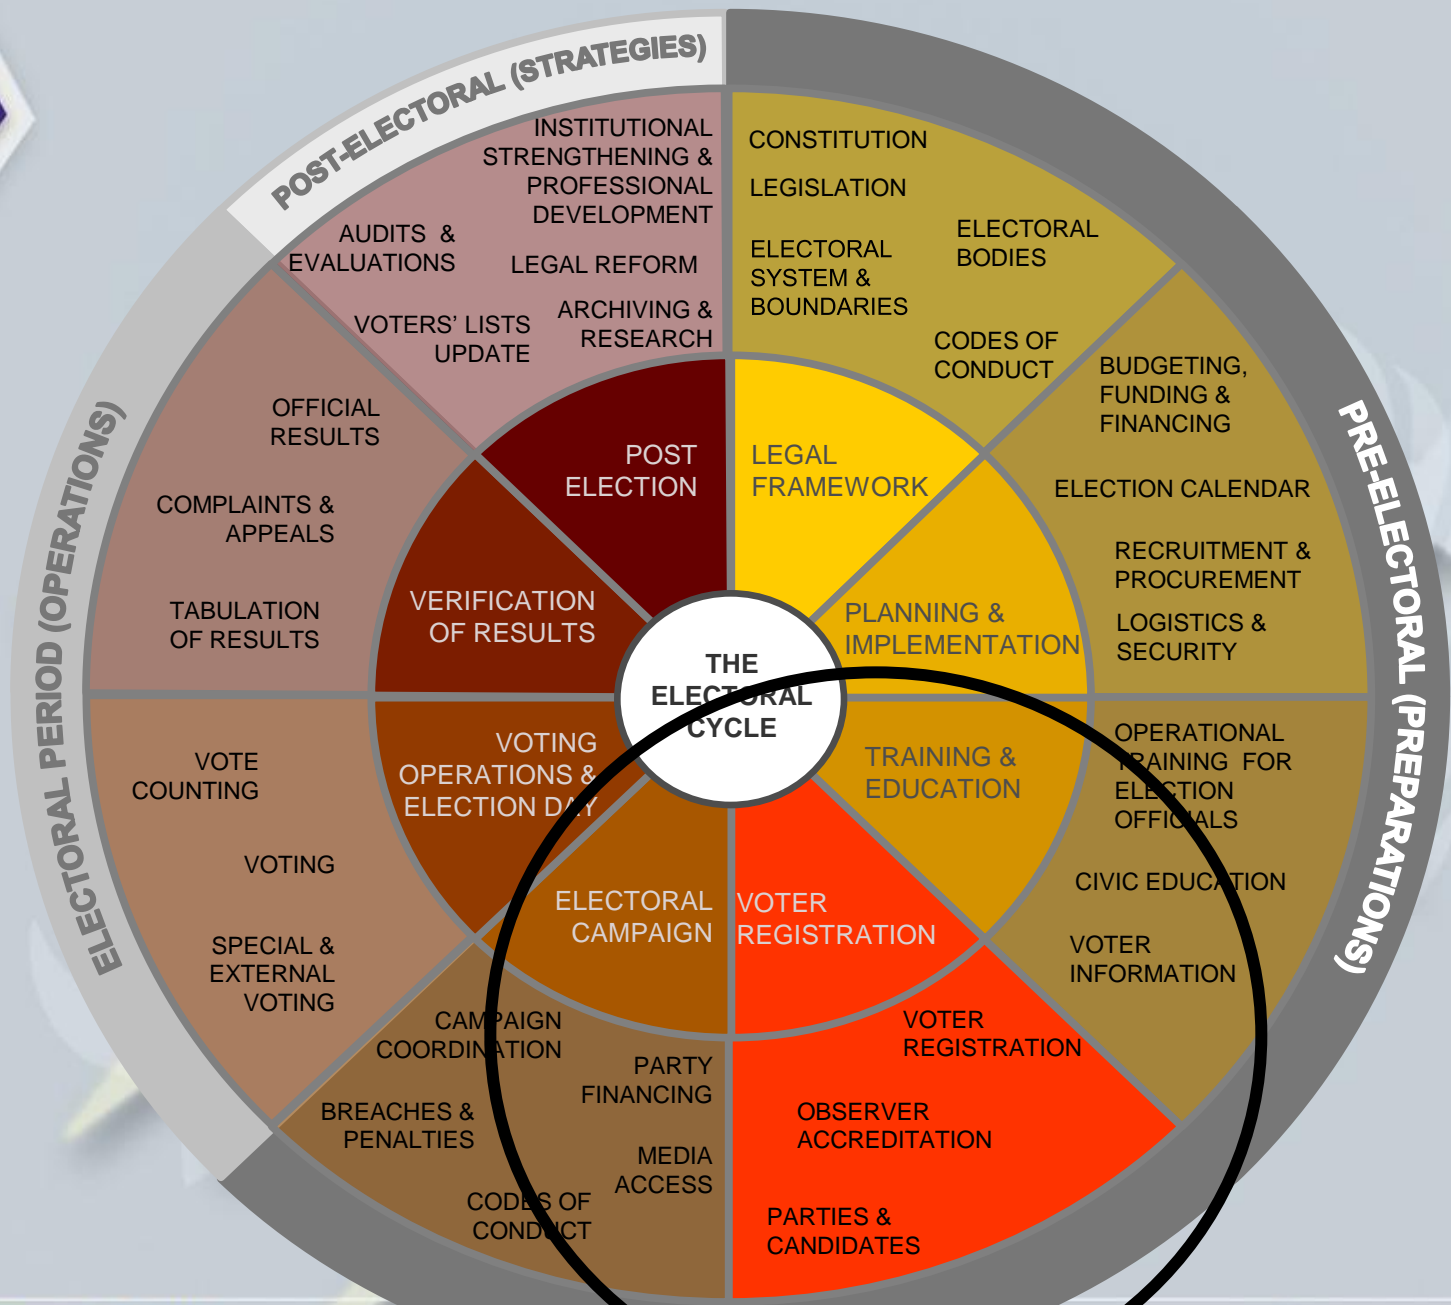 POST-ELECTORAL (STRATEGIES)
PRE-ELECTORAL (PREPARATIONS)
ELECTORAL PERIOD (OPERATIONS)
THE
ELECTORAL
CYCLE
LEGAL
FRAMEWORK
CONSTITUTION
LEGISLATION
ELECTORAL
SYSTEM &
BOUNDARIES
ELECTORAL
BODIES
CODES OF
CONDUCT
PLANNING &
IMPLEMENTATION
BUDGETING,
FUNDING &
FINANCING
ELECTION CALENDAR
RECRUITMENT &
PROCUREMENT
LOGISTICS &
SECURITY
TRAINING &
EDUCATION
OPERATIONAL
TRAINING FOR
ELECTION
OFFICIALS
CIVIC EDUCATION
VOTER
INFORMATION
VOTER
REGISTRATION
VOTER
REGISTRATION
OBSERVER
ACCREDITATION
PARTIES &
CANDIDATES
ELECTORAL
CAMPAIGN
CAMPAIGN
COORDINATION
PARTY
FINANCING
BREACHES &
PENALTIES
MEDIA
ACCESS
CODES OF
CONDUCT
VOTING
OPERATIONS &
ELECTION DAY
VOTE
COUNTING
VOTING
SPECIAL &
EXTERNAL
VOTING
VERIFICATION
OF RESULTS
OFFICIAL
RESULTS
COMPLAINTS &
APPEALS
TABULATION
OF RESULTS
POST
ELECTION
INSTITUTIONAL
STRENGTHENING &
PROFESSIONAL
DEVELOPMENT
AUDITS &
EVALUATIONS
LEGAL REFORM
VOTERS' LISTS
UPDATE
ARCHIVING &
RESEARCH